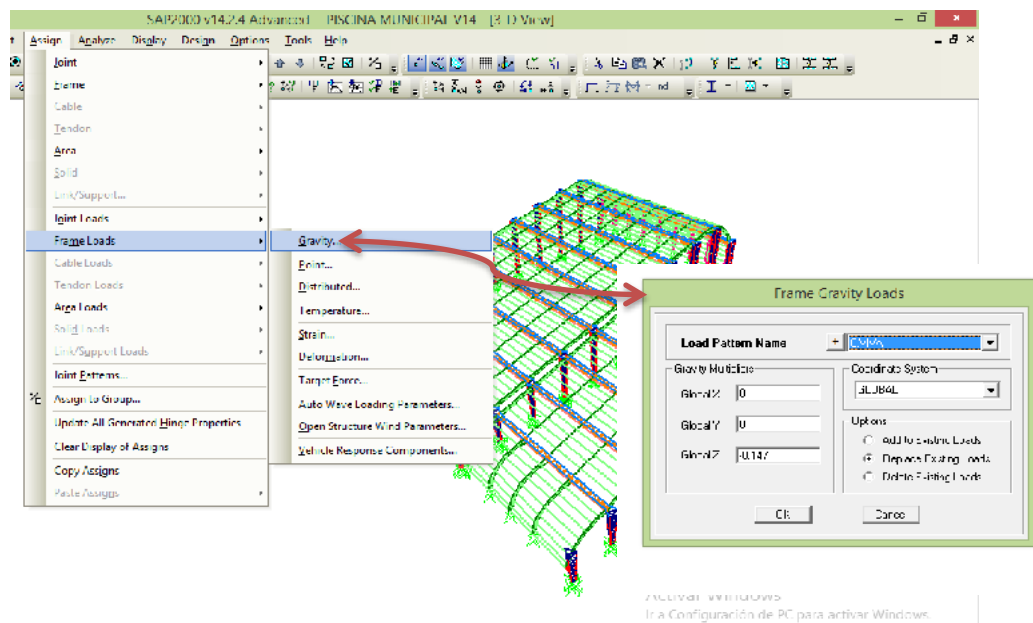 SAP2000 v14.2.4 Advanced - PISCINA MUNICIPAL V14 - [3-D View]
Assign Analyze Display Design Options Tools Help
Joint
Frame
Cable
Tendon
Area
Solid
Link/Support...
Joint Loads
Frame Loads
Cable Loads
Tendon Loads
Area Loads
Solid Loads
Link/Support Loads
Joint Patterns...
Assign to Group...
Update All Generated Hinge Properties
Clear Display of Assigns
Copy Assigns
Paste Assigns
Gravity...
Point...
Distributed...
Temperature...
Strain...
Deformation...
Target Force...
Auto Wave Loading Parameters...
Open Structure Wind Parameters...
Vehicle Response Components...
nd
Frame Gravity Loads
Load Pattern Name
+
Gravity Multipliers
Global X 0
Global Y 0
Global Z -0.147
Coordinate System
GLOBAL
Options
Add to Existing Loads
Replace Existing Loads
Delete Existing Loads
OK
Cancel
Activar Windows
Ir a Configuración de PC para activar Windows.